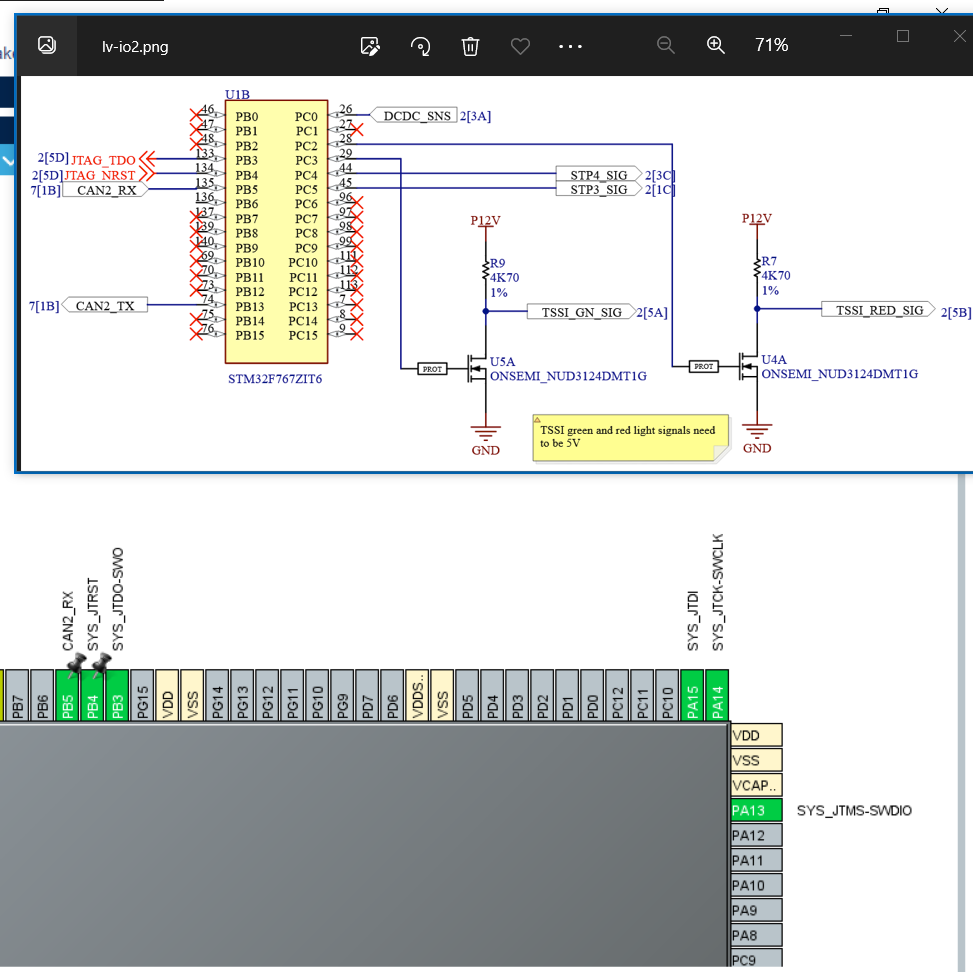 lv-io2.png
71%
U1B
46 PB0 PC0 26 DCDC_SNS 2[3A]
47 PB1 PC1 27
48 PB2 PC2 28
2[5D] JTAG_TDO 133 PB3 PC3 29
2[5D] JTAG_NRST 134 PB4 PC4 44 STP4_SIG 2[3C]
7[1B] CAN2_RX 135 PB5 PC5 45 STP3_SIG 2[1C]
136 PB6 PC6 96
137 PB7 PC7 97
139 PB8 PC8 98
140 PB9 PC9 99
69 PB10 PC10 111
70 PB11 PC11 112
73 PB12 PC12 113
7[1B] CAN2_TX 74 PB13 PC13 7
75 PB14 PC14 8
76 PB15 PC15 9
STM32F767ZIT6
P12V
R9
4K70
1%
TSSI_GN_SIG 2[5A]
PROT
U5A
ONSEMI_NUD3124DMT1G
GND
P12V
R7
4K70
1%
TSSI_RED_SIG 2[5B]
PROT
U4A
ONSEMI_NUD3124DMT1G
GND
TSSI green and red light signals need
to be 5V
CAN2_RX
SYS_JTRST
SYS_JTDO-SWO
SYS_JTDI
SYS_JTCK-SWCLK
PB7
PB6
PB5
PB4
PB3
PG15
VDD
VSS
PG14
PG13
PG12
PG11
PG10
PG9
PD7
PD6
VDDS..
VSS
PD5
PD4
PD3
PD2
PD1
PD0
PC12
PC11
PC10
PA15
PA14
VDD
VSS
VCAP..
PA13 SYS_JTMS-SWDIO
PA12
PA11
PA10
PA9
PA8
PC9